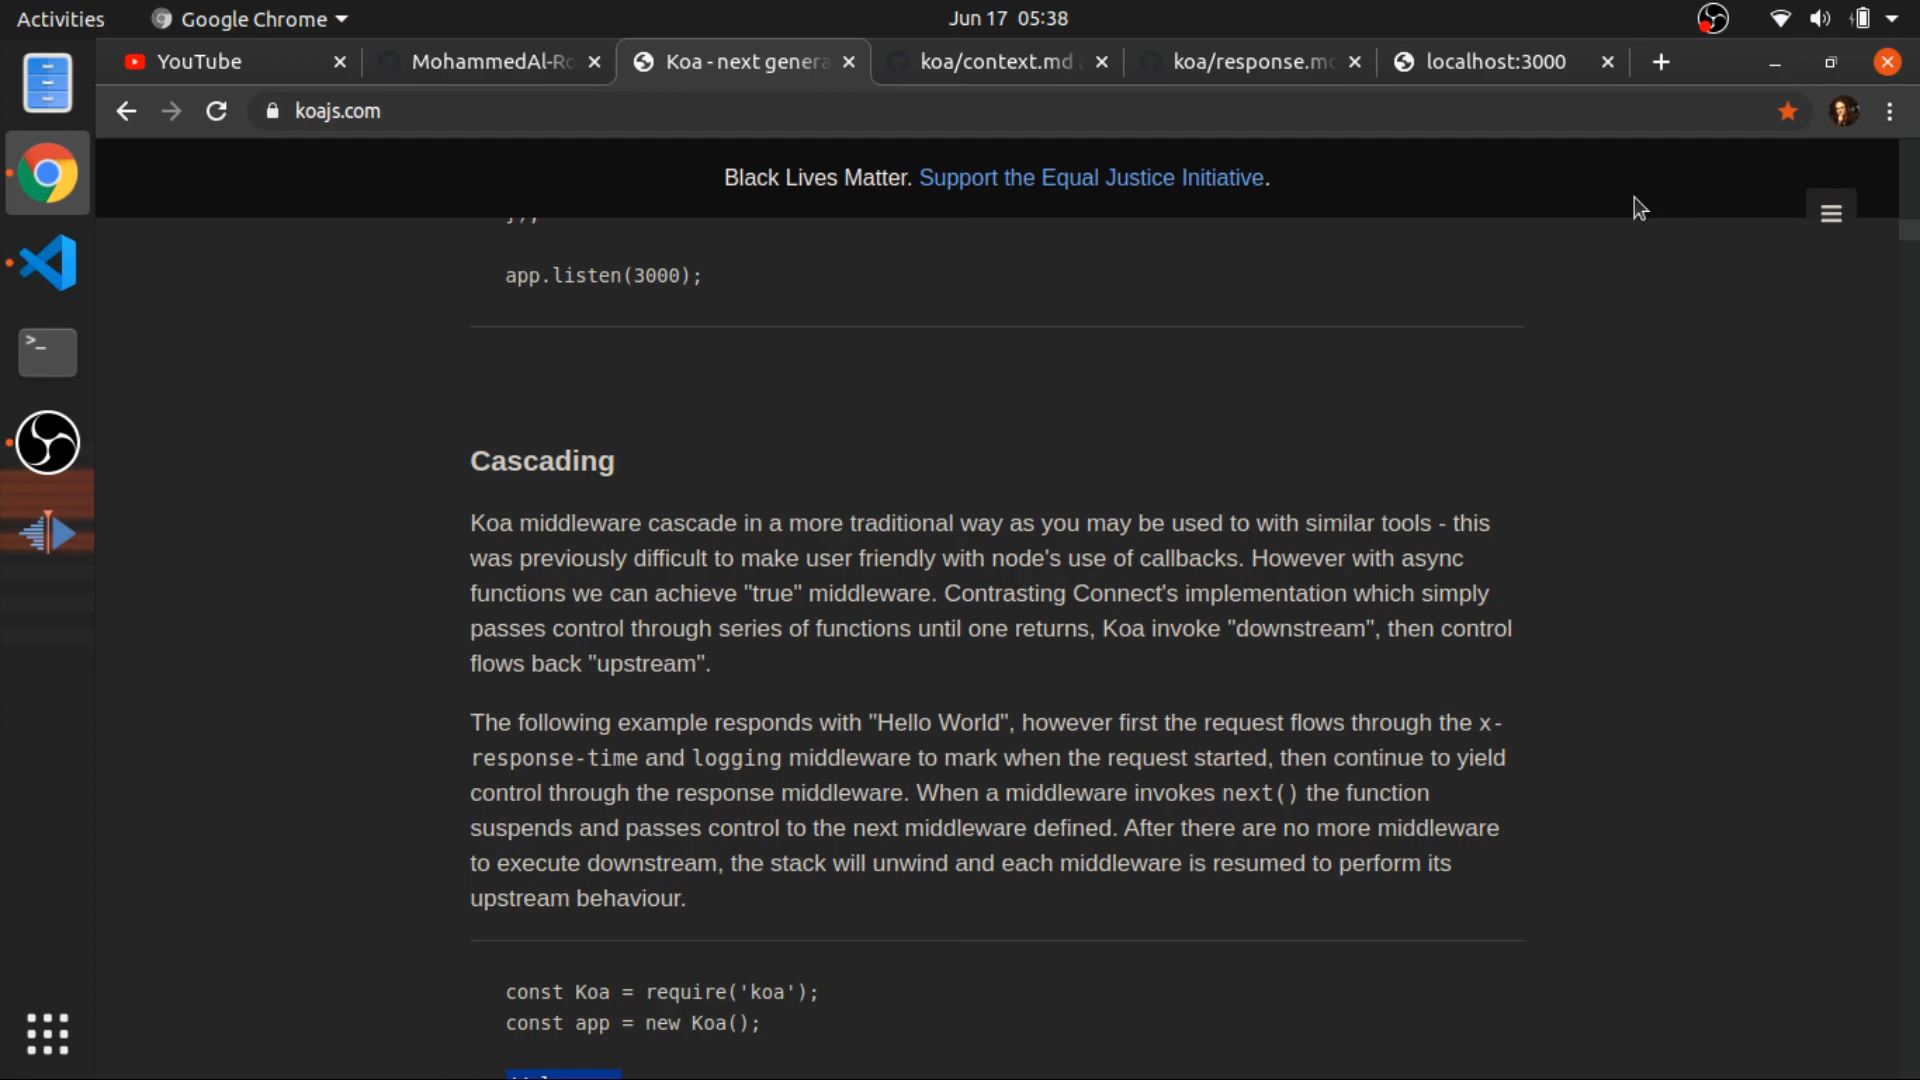 Activities
Google Chrome
Jun 17 05:38
YouTube
MohammedAl-Ro
Koa - next genera
koa/context.md
koa/response.md
localhost:3000
koajs.com
Black Lives Matter. Support the Equal Justice Initiative.
});
app.listen(3000);
Cascading
Koa middleware cascade in a more traditional way as you may be used to with similar tools - this
was previously difficult to make user friendly with node's use of callbacks. However with async
functions we can achieve "true" middleware. Contrasting Connect's implementation which simply
passes control through series of functions until one returns, Koa invoke "downstream", then control
flows back "upstream".
The following example responds with "Hello World", however first the request flows through the x-
response-time and logging middleware to mark when the request started, then continue to yield
control through the response middleware. When a middleware invokes next() the function
suspends and passes control to the next middleware defined. After there are no more middleware
to execute downstream, the stack will unwind and each middleware is resumed to perform its
upstream behaviour.
const Koa = require('koa');
const app = new Koa();